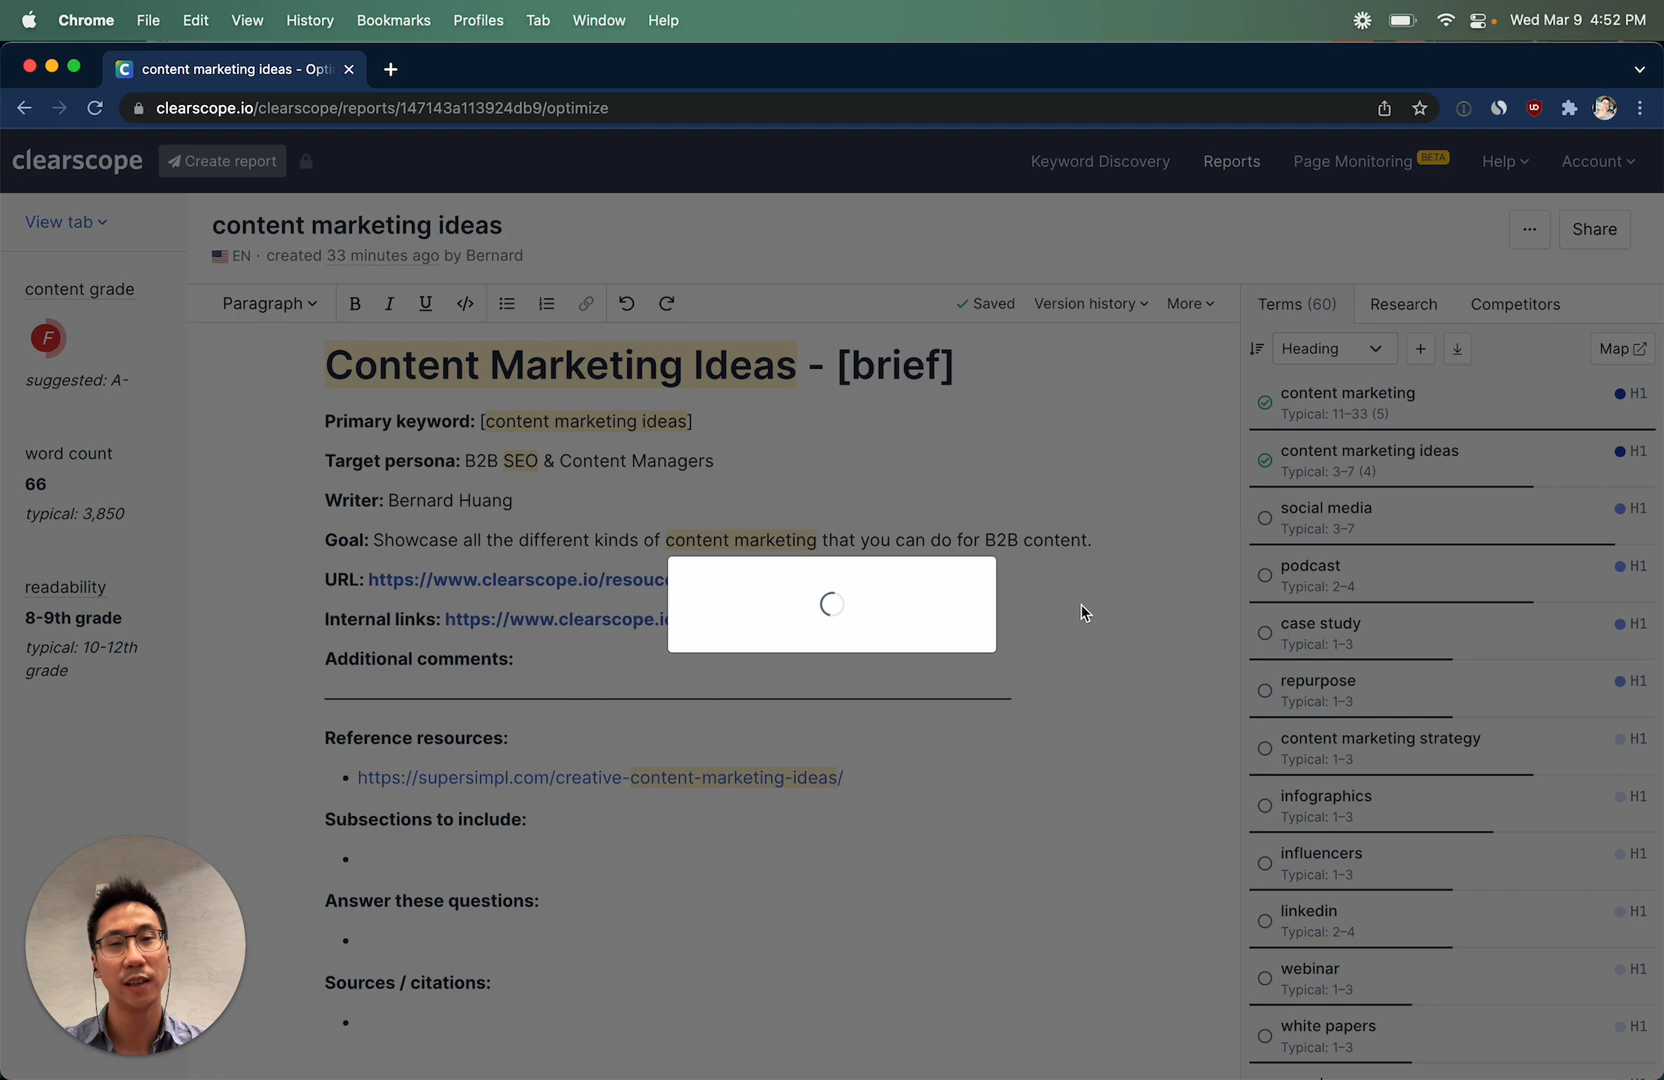 Chrome File Edit View History Bookmarks Profiles Tab Window Help Wed Mar 9 4:52 PM
content marketing ideas - Opti
clearscope.io/clearscope/reports/147143a113924db9/optimize
clearscope Create report Keyword Discovery Reports Page Monitoring BETA Help Account
View tab
content marketing ideas
EN · created 33 minutes ago by Bernard
... Share
content grade
F
suggested: A-
word count
66
typical: 3,850
readability
8-9th grade
typical: 10-12th
grade
Paragraph B I U </> Saved Version history More
Content Marketing Ideas - [brief]
Primary keyword: [content marketing ideas]
Target persona: B2B SEO & Content Managers
Writer: Bernard Huang
Goal: Showcase all the different kinds of content marketing that you can do for B2B content.
URL: https://www.clearscope.io/resouc
Internal links: https://www.clearscope.i
Additional comments:
Reference resources:
• https://supersimpl.com/creative-content-marketing-ideas/
Subsections to include:
•
Answer these questions:
•
Sources / citations:
•
Terms (60) Research Competitors
Heading + Map
content marketing H1
Typical: 11–33 (5)
content marketing ideas H1
Typical: 3–7 (4)
social media H1
Typical: 3–7
podcast H1
Typical: 2–4
case study H1
Typical: 1–3
repurpose H1
Typical: 1–3
content marketing strategy H1
Typical: 1–3
infographics H1
Typical: 1–3
influencers H1
Typical: 1–3
linkedin H1
Typical: 2–4
webinar H1
Typical: 1–3
white papers H1
Typical: 1–3